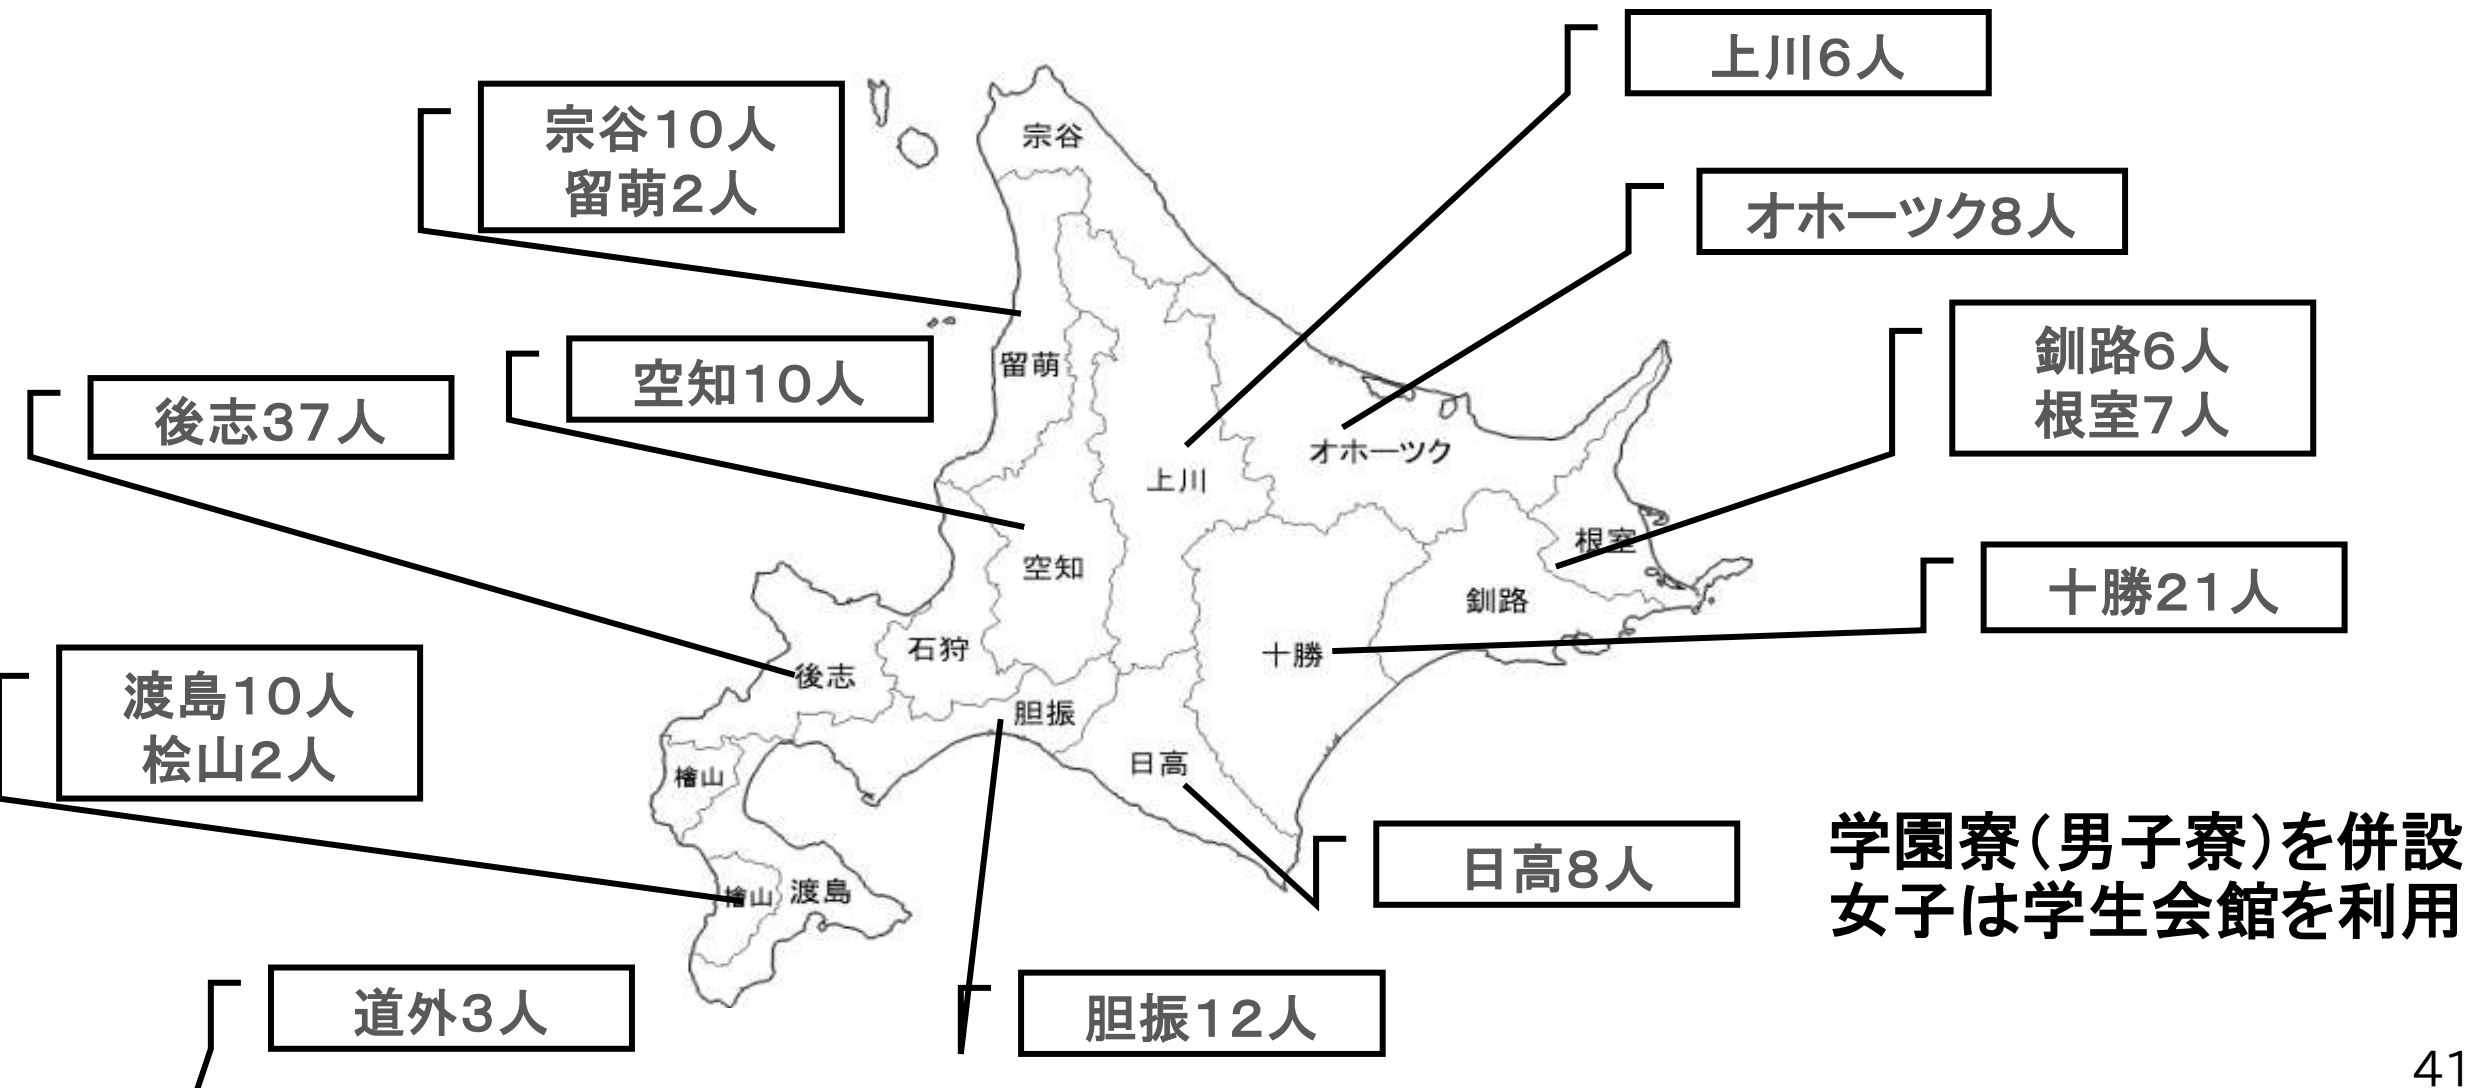 上川6人
宗谷10人
留萌2人
オホーツク8人
釧路6人
根室7人
空知10人
後志37人
十勝21人
渡島10人
桧山2人
日高8人
道外3人
胆振12人
宗谷
留萌
オホーツク
上川
根室
空知
釧路
石狩
十勝
後志
胆振
日高
檜山
檜山
渡島
学園寮（男子寮）を併設
女子は学生会館を利用
41